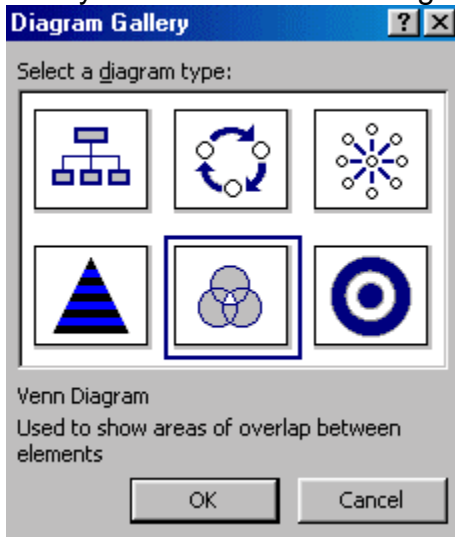 Diagram Gallery
Select a diagram type:
Venn Diagram
Used to show areas of overlap between
elements
OK Cancel